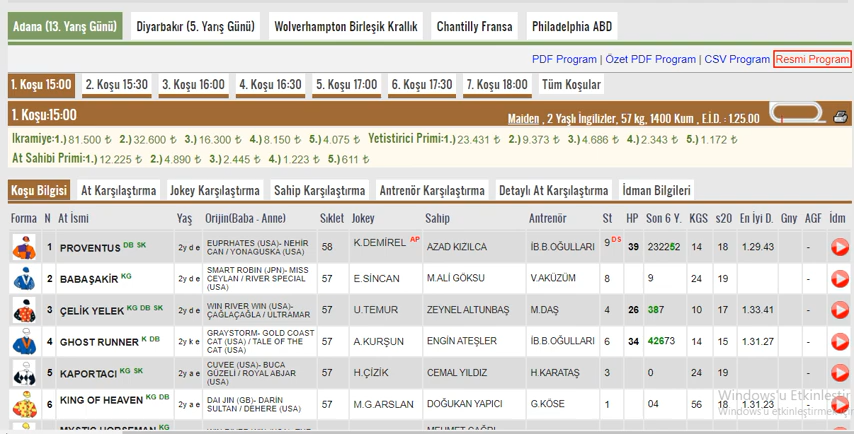 Adana (13. Yarış Günü) Diyarbakır (5. Yarış Günü) Wolverhampton Birleşik Krallık Chantilly Fransa Philadelphia ABD
PDF Program | Özet PDF Program | CSV Program Resmi Program
1. Koşu 15:00 2. Koşu 15:30 3. Koşu 16:00 4. Koşu 16:30 5. Koşu 17:00 6. Koşu 17:30 7. Koşu 18:00 Tüm Koşular
1. Koşu:15:00 Maiden , 2 Yaşlı İngilizler, 57 kg, 1400 Kum , E.İ.D. : 1.25.00
İkramiye:1.) 81.500 ₺ 2.) 32.600 ₺ 3.) 16.300 ₺ 4.) 8.150 ₺ 5.) 4.075 ₺ Yetistirici Primi:1.) 23.431 ₺ 2.) 9.373 ₺ 3.) 4.686 ₺ 4.) 2.343 ₺ 5.) 1.172 ₺
At Sahibi Primi:1.) 12.225 ₺ 2.) 4.890 ₺ 3.) 2.445 ₺ 4.) 1.223 ₺ 5.) 611 ₺
Koşu Bilgisi At Karşılaştırma Jokey Karşılaştırma Sahip Karşılaştırma Antrenör Karşılaştırma Detaylı At Karşılaştırma İdman Bilgileri
Forma N At İsmi Yaş Orijin(Baba - Anne) Sıklet Jokey Sahip Antrenör St HP Son 6 Y. KGS s20 En İyi D. Gny AGF İdm
1 PROVENTUS DB SK 2y d e EUPRHATES (USA)- NEHİR CAN / YONAGUSKA (USA) 58 K.DEMİREL AP AZAD KIZILCA İB.B.OĞULLARI 9 DS 39 232252 14 18 1.29.43 -
2 BABAŞAKİR KG 2y d e SMART ROBIN (JPN)- MISS CEYLAN / RIVER SPECIAL (USA) 57 E.SİNCAN M.ALİ GÖKSU V.AKÜZÜM 8 9 24 19 -
3 ÇELİK YELEK KG DB SK 2y d e WIN RIVER WIN (USA)- ÇAĞLAÇAĞLA / ULTRAMAR 57 U.TEMUR ZEYNEL ALTUNBAŞ M.DAŞ 4 26 387 10 17 1.33.41 -
4 GHOST RUNNER K DB 2y k e GRAYSTORM- GOLD COAST CAT (USA) / TALE OF THE CAT (USA) 57 A.KURŞUN ENGİN ATEŞLER İB.B.OĞULLARI 6 34 42673 14 15 1.31.27 -
5 KAPORTACI KG SK 2y a e CUVEE (USA)- BUCA GÜZELİ / ROYAL ABJAR (USA) 57 H.ÇİZİK CEMAL YILDIZ H.KARATAŞ 3 0 24 19 -
6 KING OF HEAVEN KG DB 2y a e DAI JIN (GB)- DARIN SULTAN / DEHERE (USA) 57 M.G.ARSLAN DOĞUKAN YAPICI G.KÖSE 1 04 56 18 1.31.23 -
Windows'u Etkinleştir
Windows'u etkinleştirmek